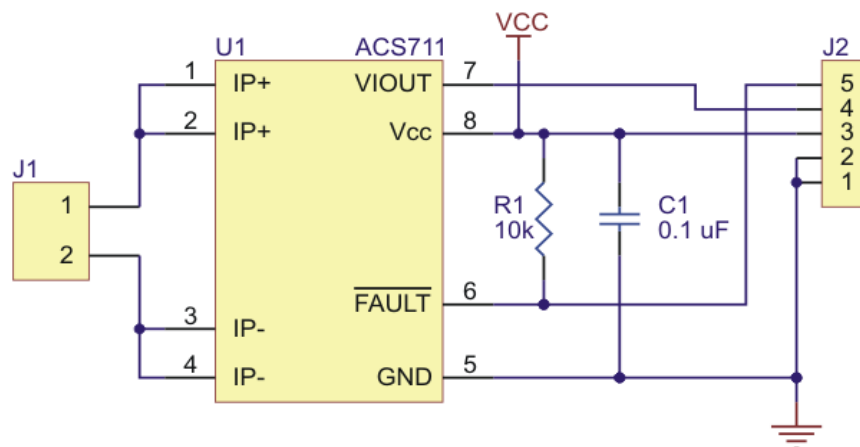 VCC
U1 ACS711 J2
1 IP+ VIOUT 7 5
4
2 IP+ Vcc 8 3
2
J1 1
1 R1 C1
10k 0.1 uF
2
FAULT 6
3 IP-
4 IP- GND 5